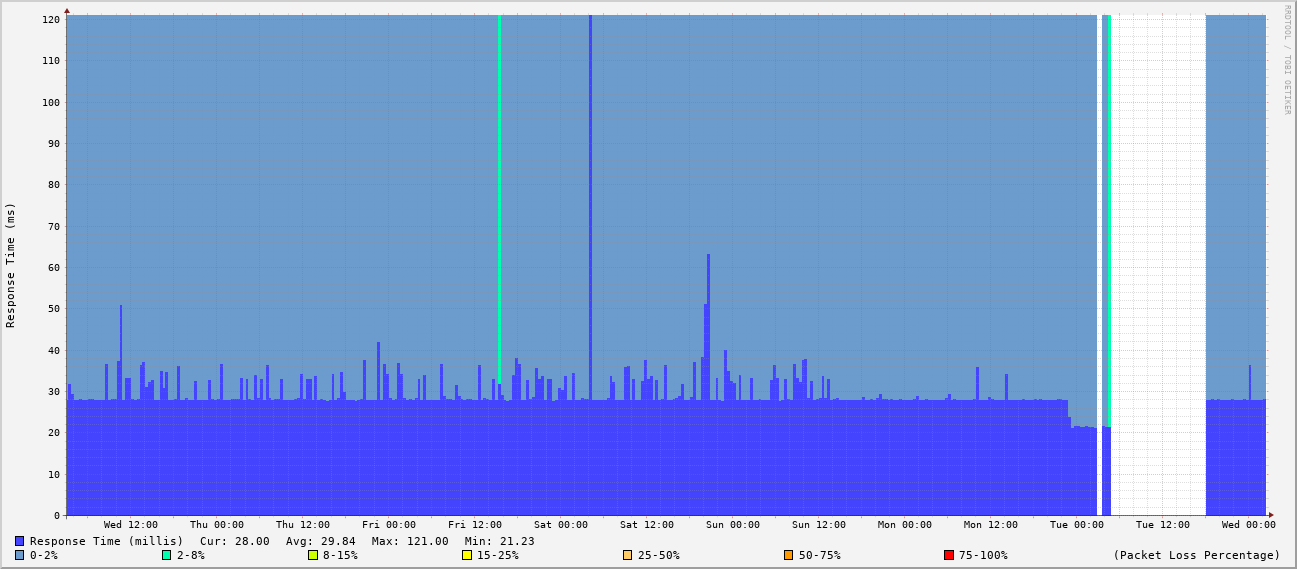 RRDTOOL / TOBI OETIKER
Response Time (ms)
120
110
100
90
80
70
60
50
40
30
20
10
0
Wed 12:00 Thu 00:00 Thu 12:00 Fri 00:00 Fri 12:00 Sat 00:00 Sat 12:00 Sun 00:00 Sun 12:00 Mon 00:00 Mon 12:00 Tue 00:00 Tue 12:00 Wed 00:00
Response Time (millis) Cur: 28.00 Avg: 29.84 Max: 121.00 Min: 21.23
0-2% 2-8% 8-15% 15-25% 25-50% 50-75% 75-100% (Packet Loss Percentage)